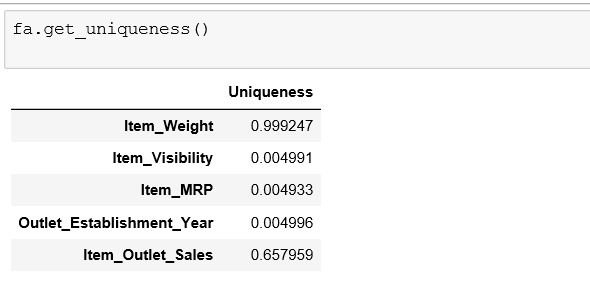 fa.get_uniqueness()
Uniqueness
Item_Weight 0.999247
Item_Visibility 0.004991
Item_MRP 0.004933
Outlet_Establishment_Year 0.004996
Item_Outlet_Sales 0.657959